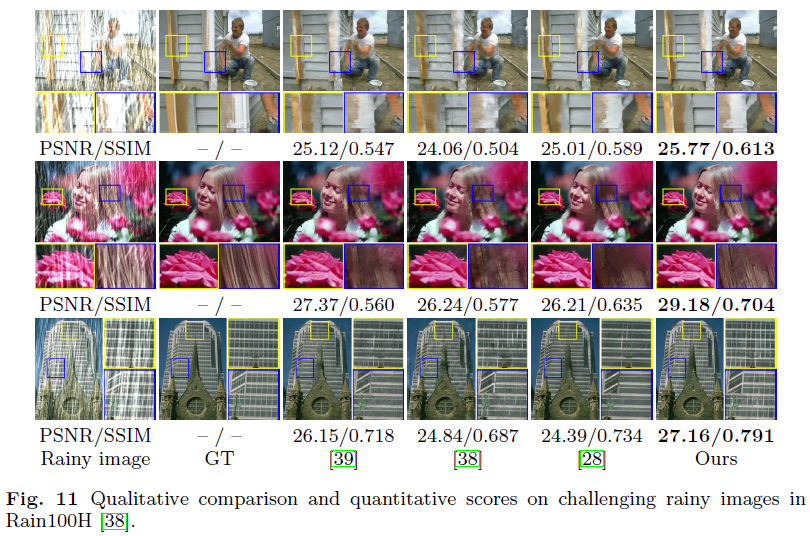 PSNR/SSIM – / – 25.12/0.547 24.06/0.504 25.01/0.589 25.77/0.613
PSNR/SSIM – / – 27.37/0.560 26.24/0.577 26.21/0.635 29.18/0.704
PSNR/SSIM – / – 26.15/0.718 24.84/0.687 24.39/0.734 27.16/0.791
Rainy image GT [39] [38] [28] Ours
Fig. 11 Qualitative comparison and quantitative scores on challenging rainy images in
Rain100H [38].